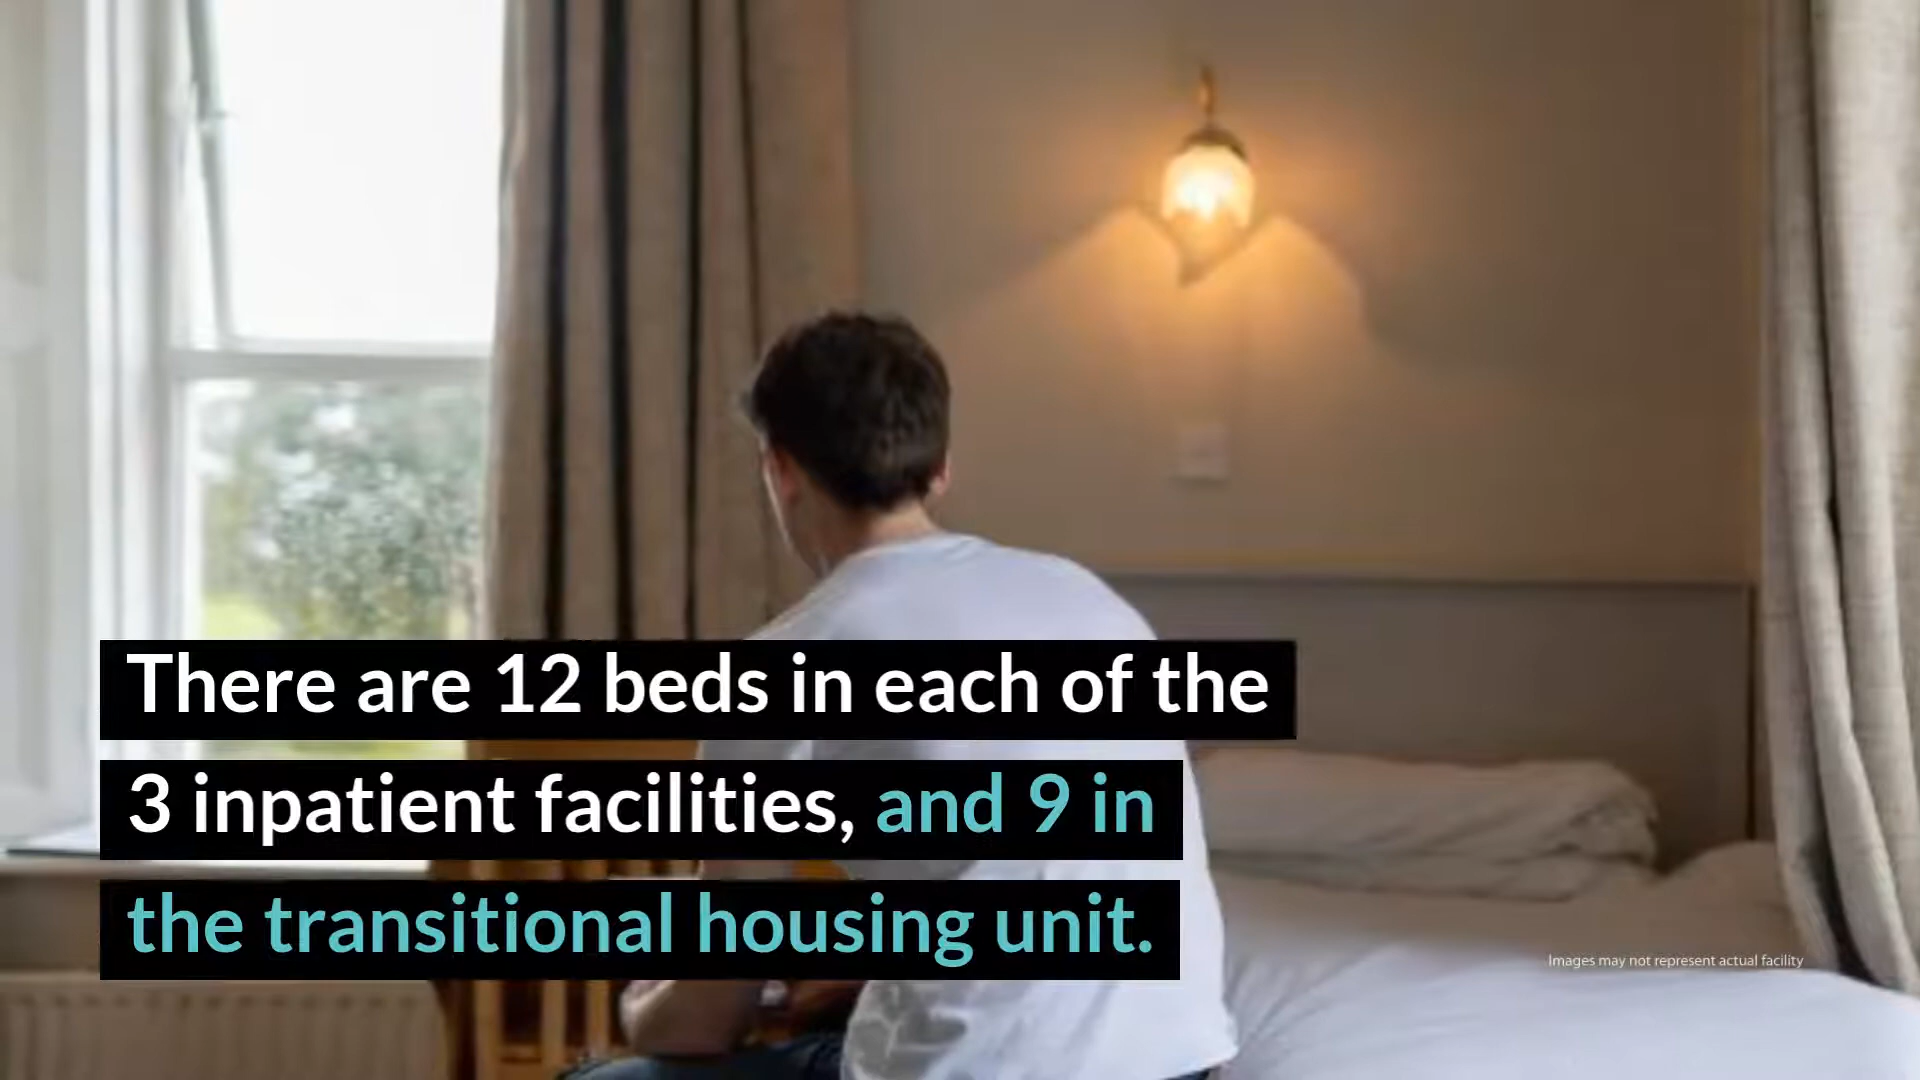 There are 12 beds in each of the
3 inpatient facilities, and 9 in
the transitional housing unit.
Images may not represent actual facility